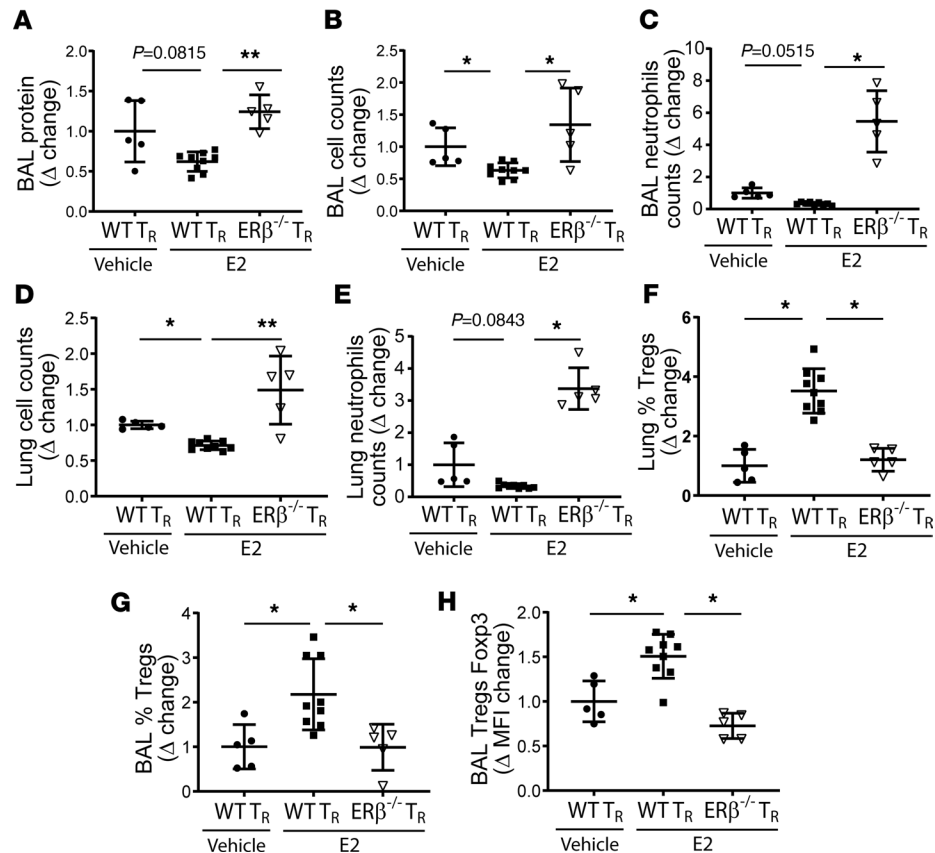 A
BAL protein
(Δ change)
2.0
1.5
1.0
0.5
0.0
P=0.0815
**
WT TR
WT TR
ERβ-/- TR
Vehicle
E2
B
BAL cell counts
(Δ change)
2.5
2.0
1.5
1.0
0.5
0.0
*
*
WT TR
WT TR
ERβ-/- TR
Vehicle
E2
C
BAL neutrophils
counts (Δ change)
10
8
6
4
2
0
P=0.0515
*
WT TR
WT TR
ERβ-/- TR
Vehicle
E2
D
Lung cell counts
(Δ change)
2.5
2.0
1.5
1.0
0.5
0.0
*
**
WT TR
WT TR
ERβ-/- TR
Vehicle
E2
E
Lung neutrophils
counts (Δ change)
5
4
3
2
1
0
P=0.0843
*
WT TR
WT TR
ERβ-/- TR
Vehicle
E2
F
Lung % Tregs
(Δ change)
6
4
2
0
*
*
WT TR
WT TR
ERβ-/- TR
Vehicle
E2
G
BAL % Tregs
(Δ change)
4
3
2
1
0
*
*
WT TR
WT TR
ERβ-/- TR
Vehicle
E2
H
BAL Tregs Foxp3
(Δ MFI change)
2.0
1.5
1.0
0.5
0.0
*
*
WT TR
WT TR
ERβ-/- TR
Vehicle
E2